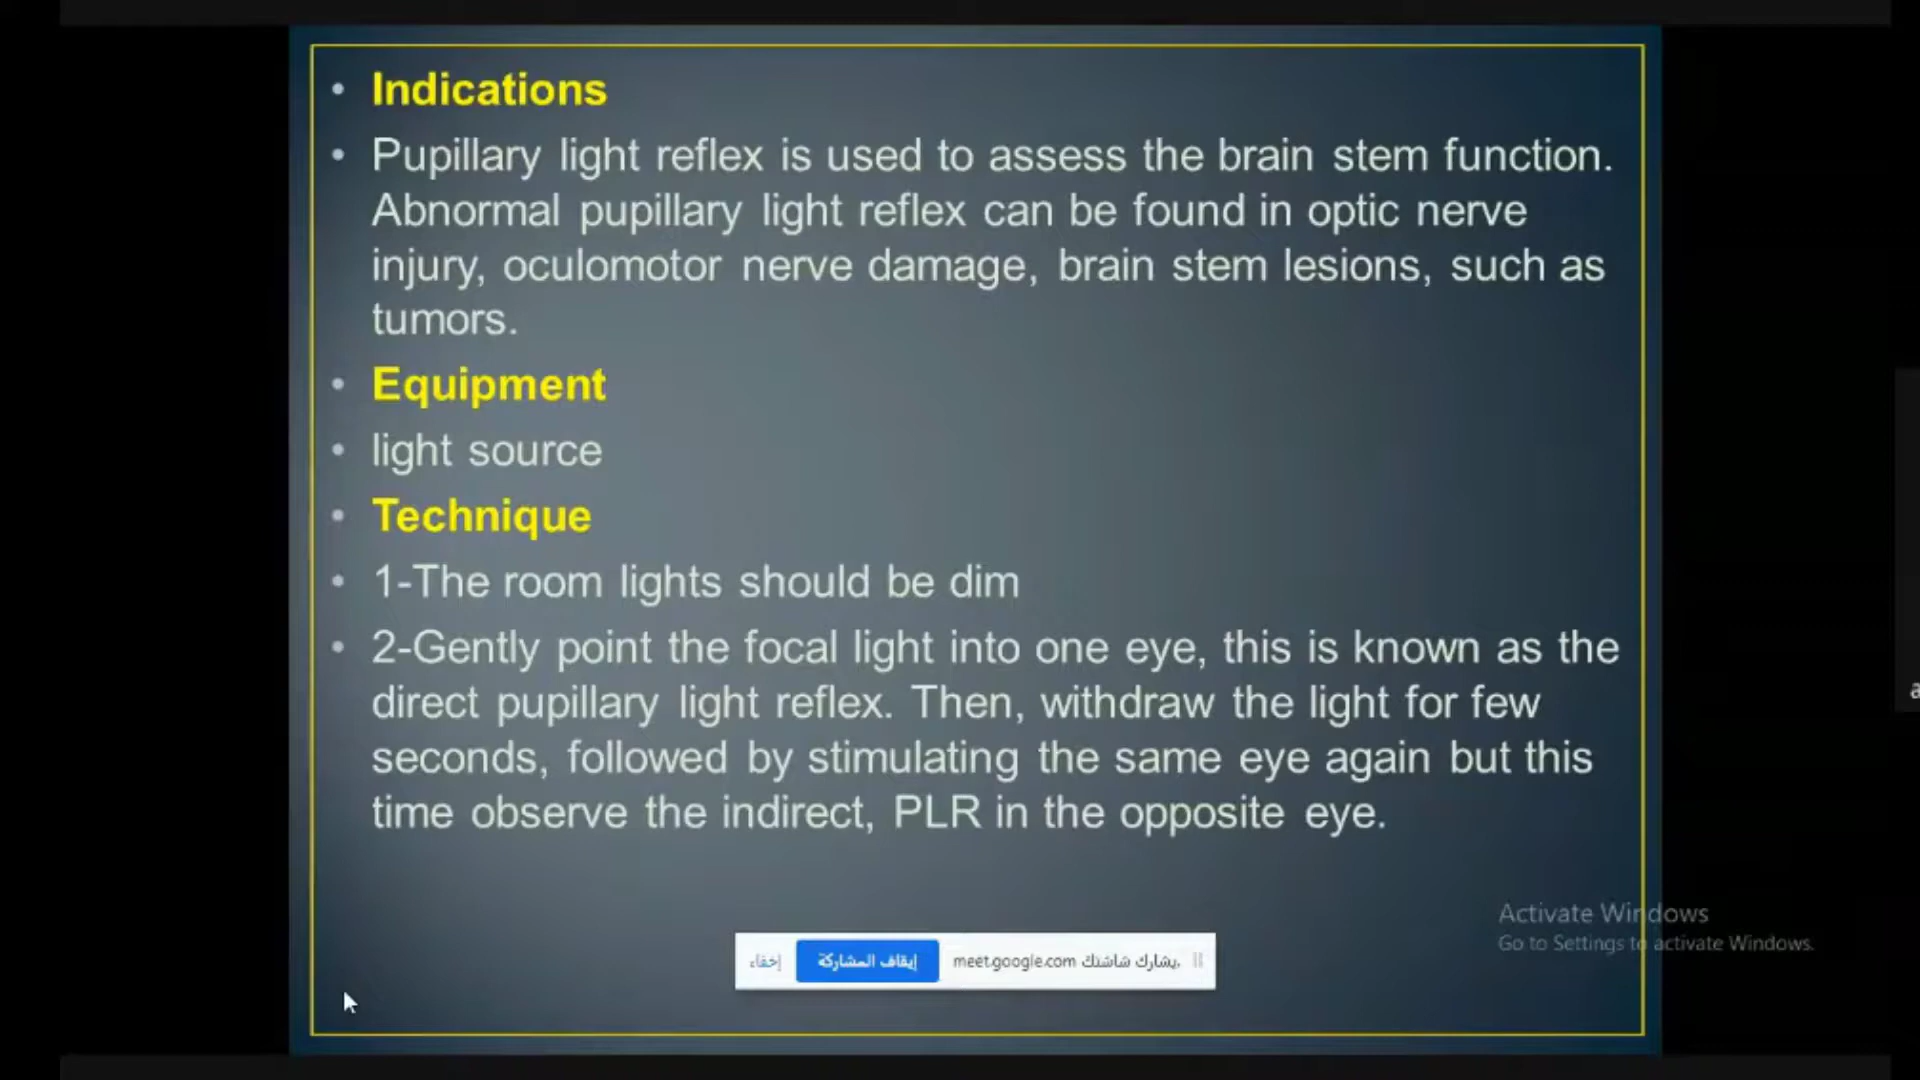 • Indications
• Pupillary light reflex is used to assess the brain stem function.
Abnormal pupillary light reflex can be found in optic nerve
injury, oculomotor nerve damage, brain stem lesions, such as
tumors.
• Equipment
• light source
• Technique
• 1-The room lights should be dim
• 2-Gently point the focal light into one eye, this is known as the
direct pupillary light reflex. Then, withdraw the light for few
seconds, followed by stimulating the same eye again but this
time observe the indirect, PLR in the opposite eye.
a
Activate Windows
Go to Settings to activate Windows.
يشارك شاشتك meet.google.com.
إيقاف المشاركة
إخفاء